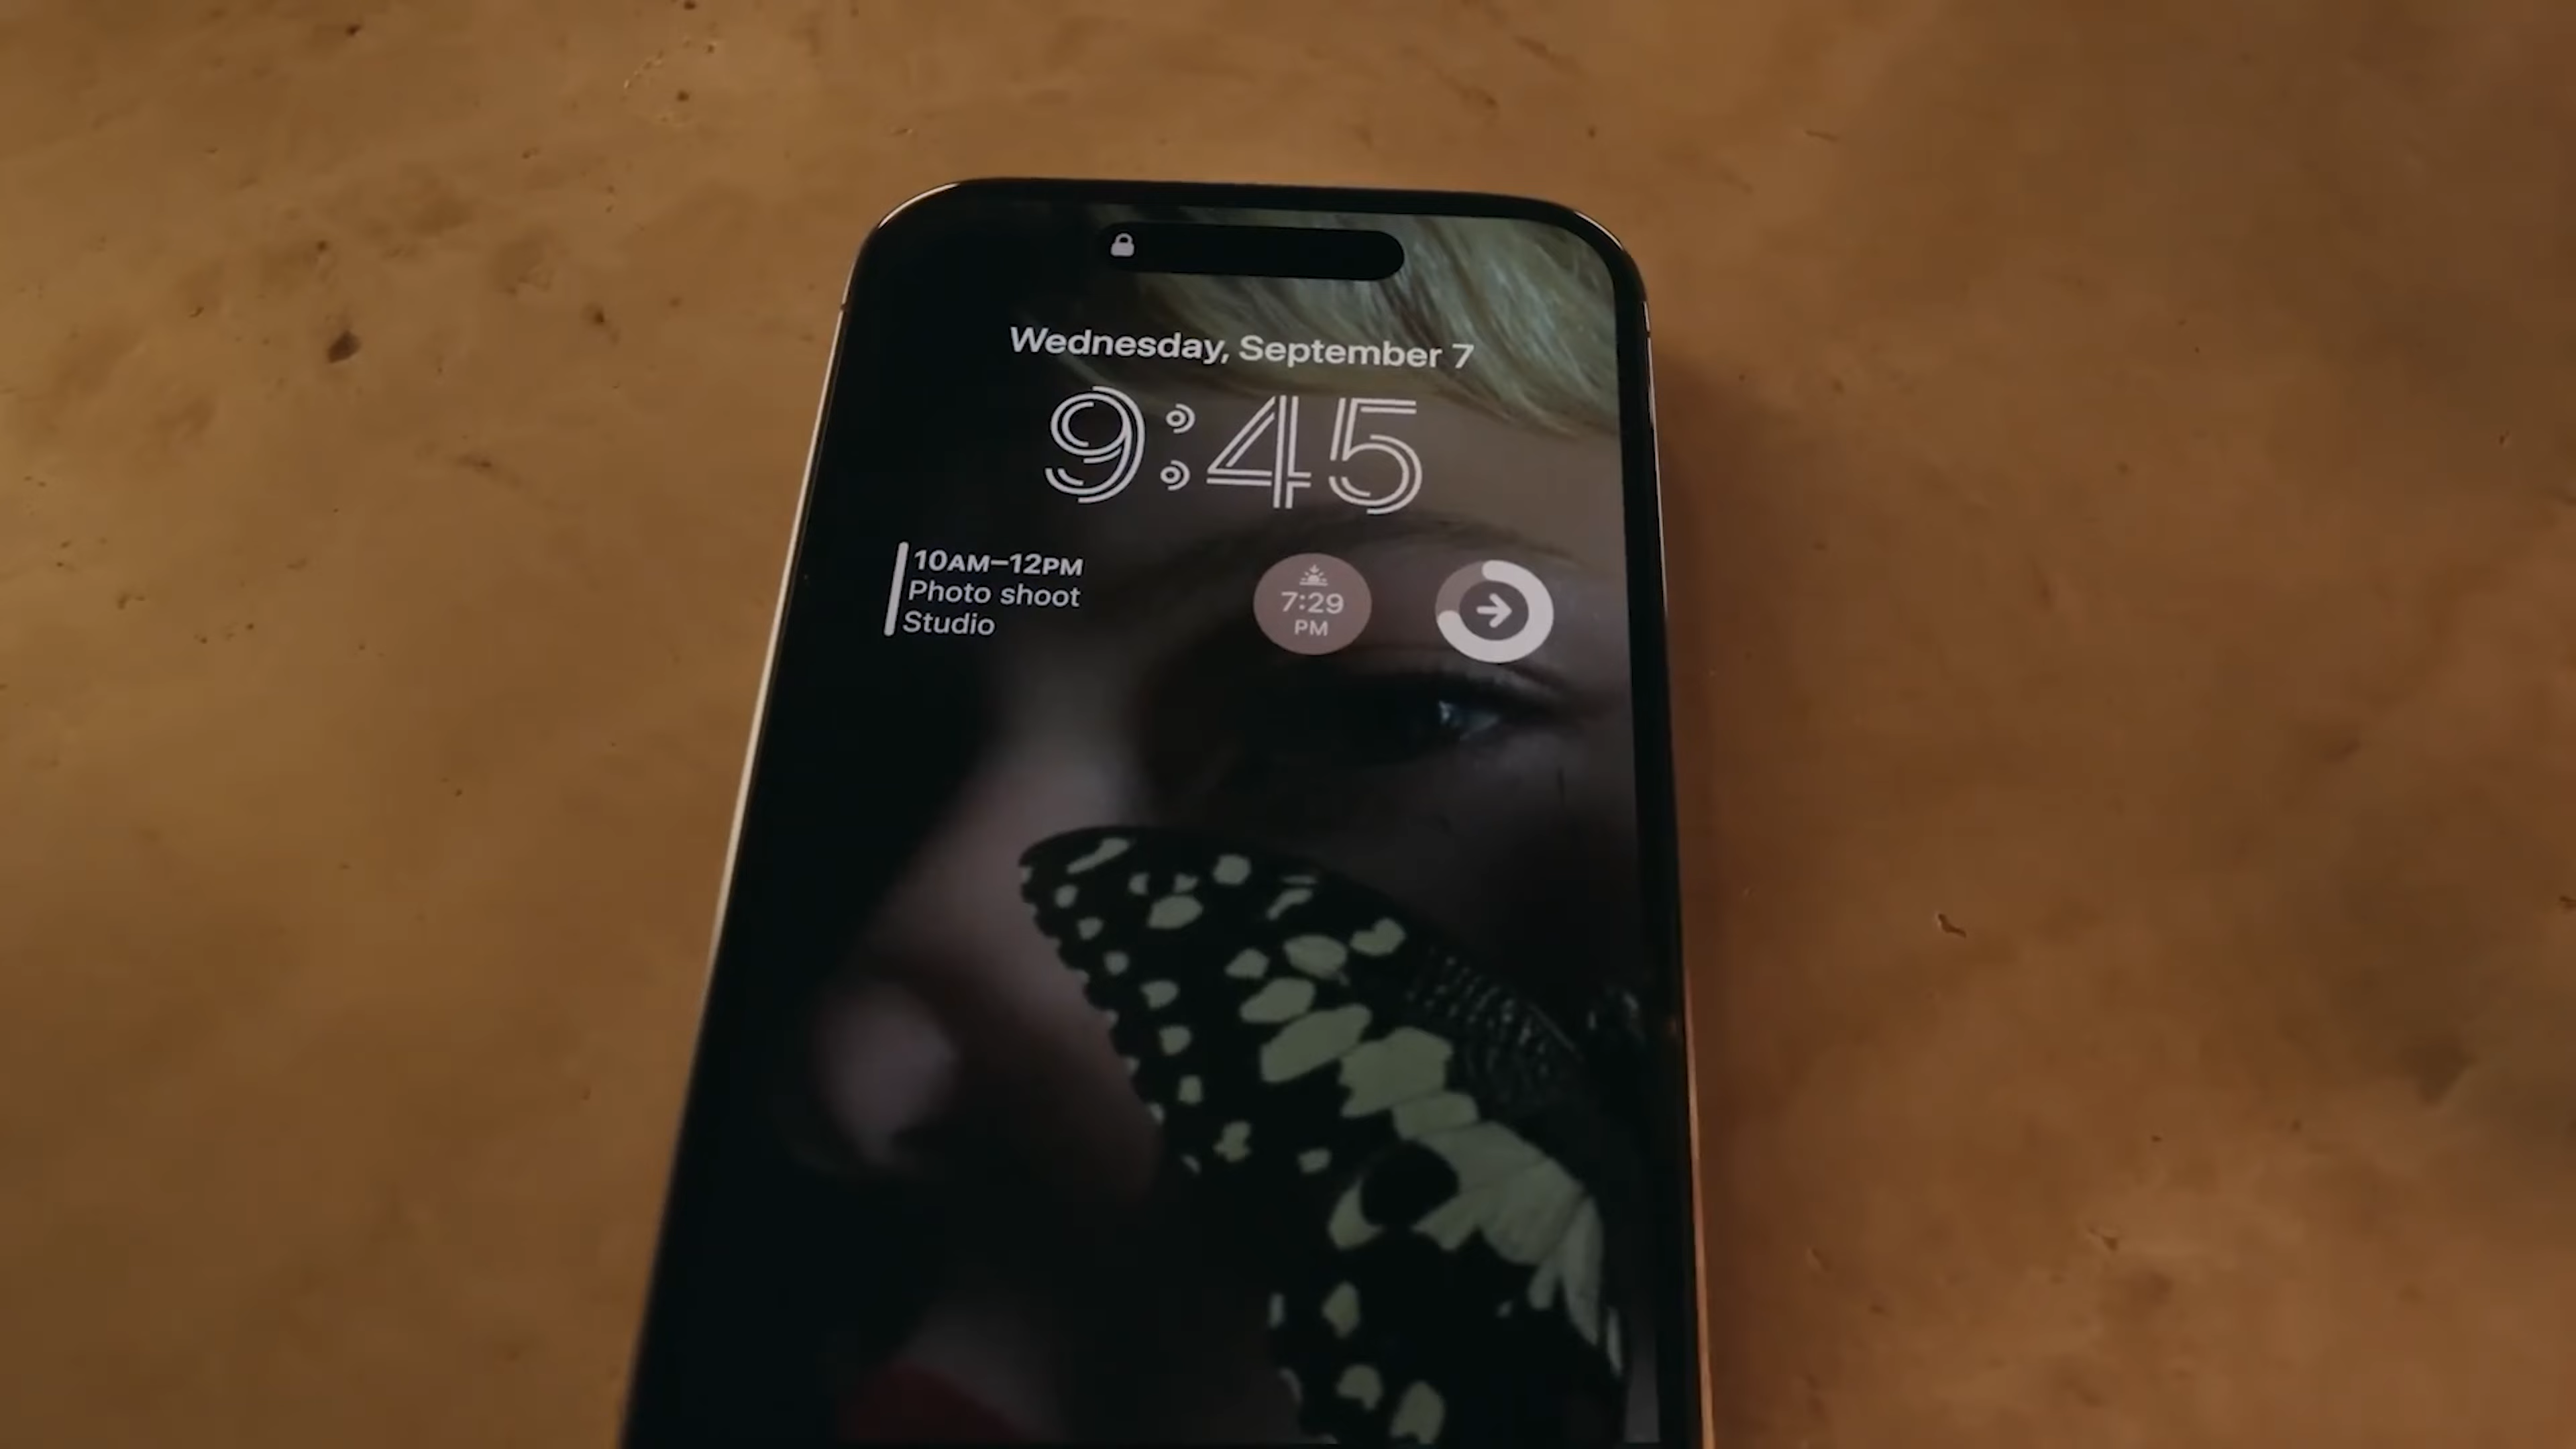 Wednesday, September 7
9:45
10AM–12PM
Photo shoot
Studio
7:29
PM